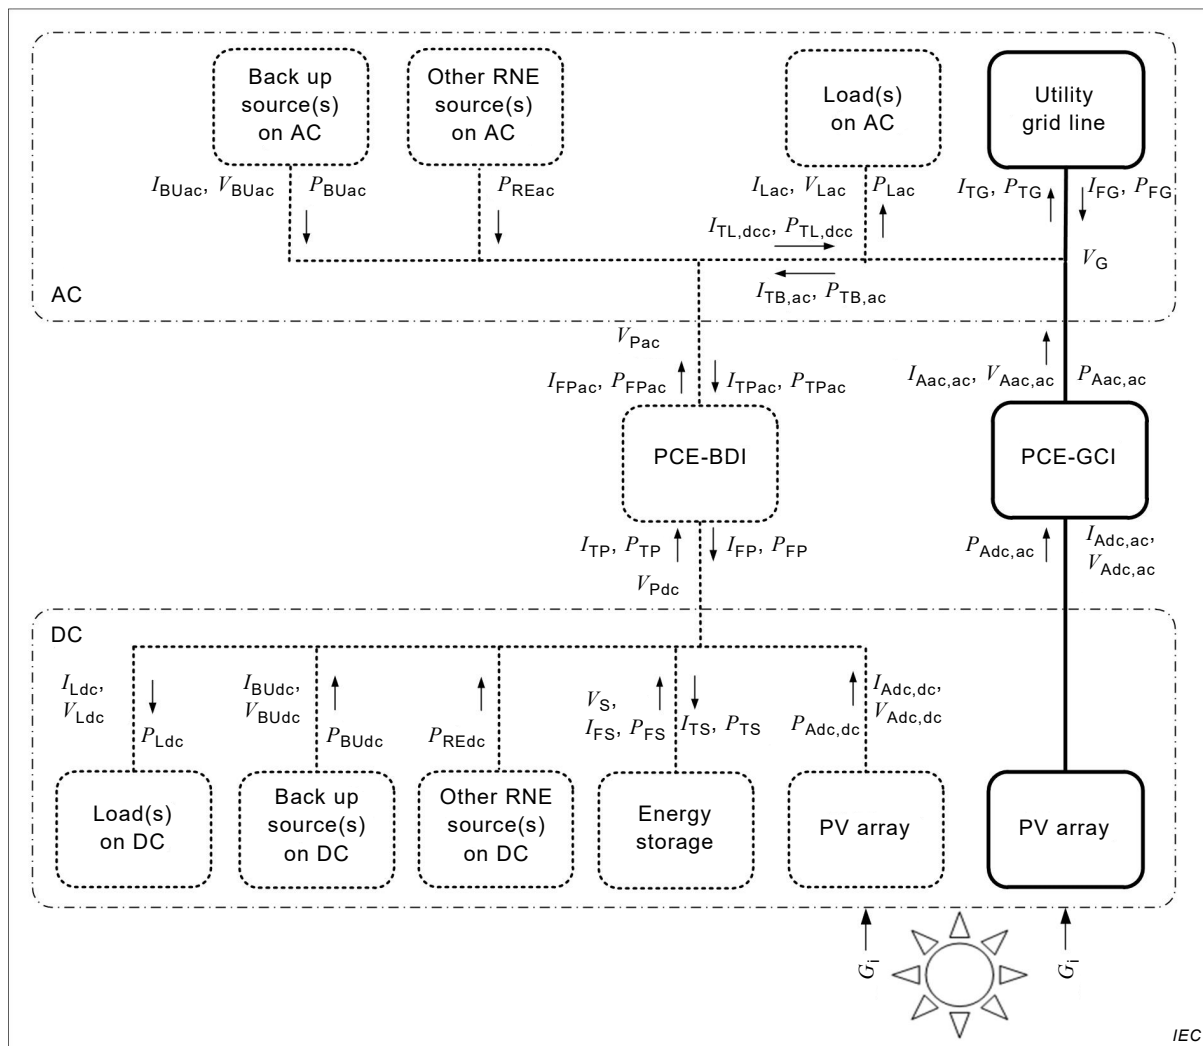 Back up
source(s)
on AC
Other RNE
source(s)
on AC
Load(s)
on AC
Utility
grid line
IBUac, VBUac
PBUac
PREac
ILac, VLac
PLac
ITG, PTG
IFG, PFG
ITL,dcc, PTL,dcc
VG
ITB,ac, PTB,ac
AC
VPac
IFPac, PFPac
ITPac, PTPac
IAac,ac, VAac,ac
PAac,ac
PCE-BDI
PCE-GCI
ITP, PTP
IFP, PFP
VPdc
PAdc,ac
IAdc,ac,
VAdc,ac
DC
ILdc,
VLdc
PLdc
IBUdc,
VBUdc
PBUdc
PREdc
VS,
IFS, PFS
ITS, PTS
PAdc,dc
IAdc,dc,
VAdc,dc
Load(s)
on DC
Back up
source(s)
on DC
Other RNE
source(s)
on DC
Energy
storage
PV array
PV array
Gi
Gi
IEC